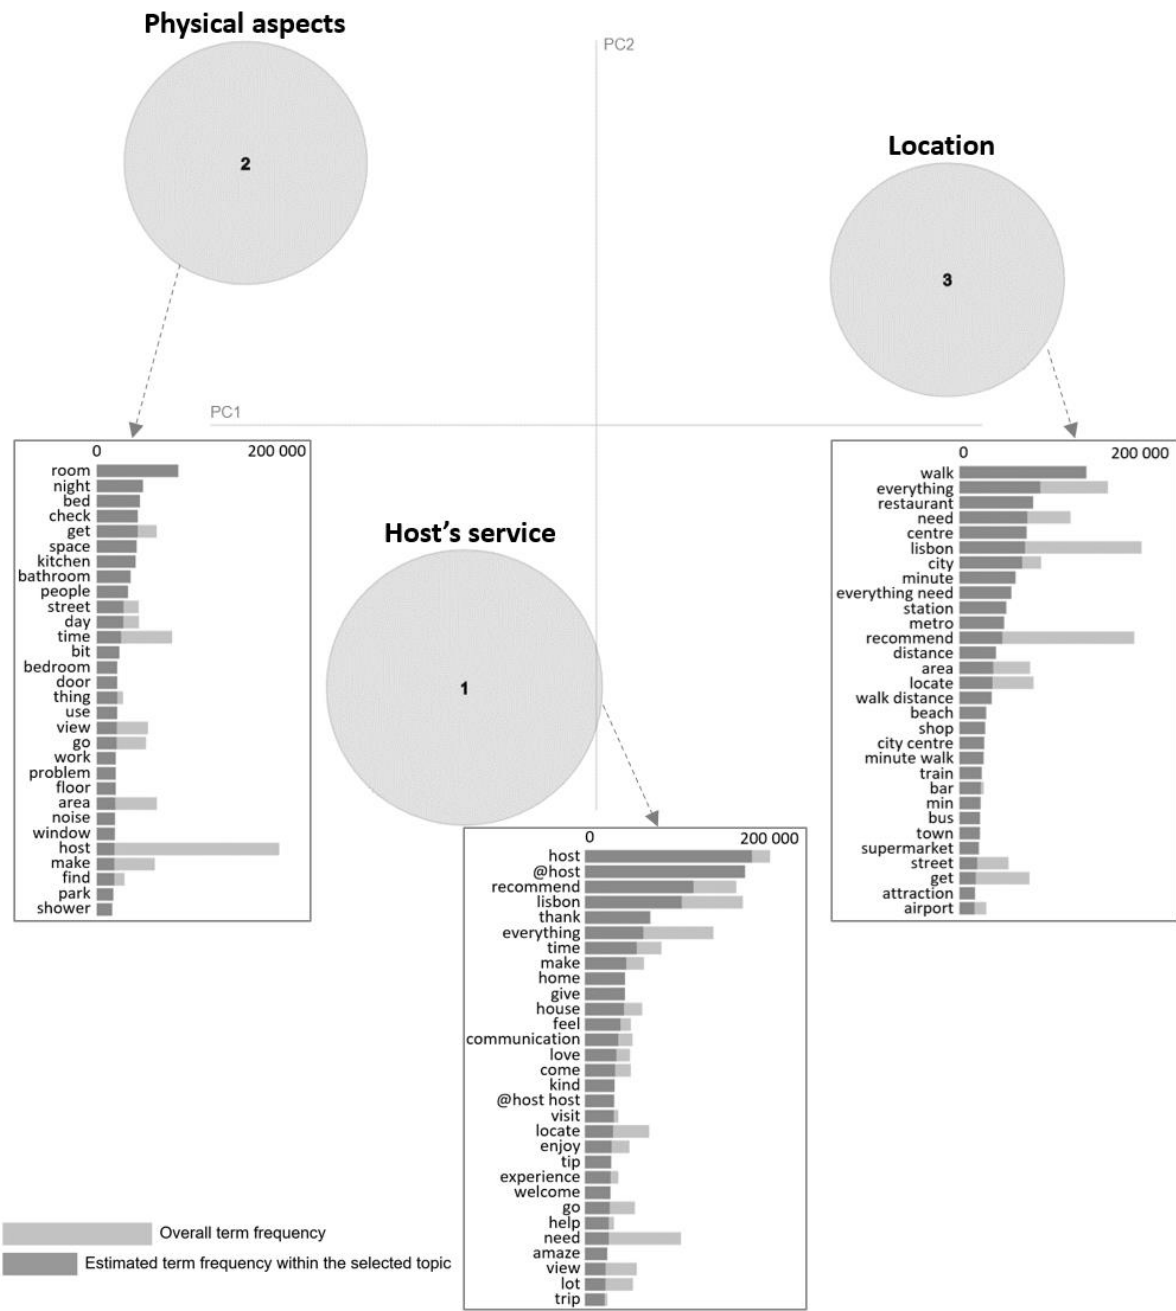 Physical aspects
PC2
2
Location
3
PC1
0 200 000
room
night
bed
check
get
space
kitchen
bathroom
people
street
day
time
bit
bedroom
door
thing
use
view
go
work
problem
floor
area
noise
window
host
make
find
park
shower
0 200 000
walk
everything
restaurant
need
centre
lisbon
city
minute
everything need
station
metro
recommend
distance
area
locate
walk distance
beach
shop
city centre
minute walk
train
bar
min
bus
town
supermarket
street
get
attraction
airport
Host's service
1
0 200 000
host
@host
recommend
lisbon
thank
everything
time
make
home
give
house
feel
communication
love
come
kind
@host host
visit
locate
enjoy
tip
experience
welcome
go
help
need
amaze
view
lot
trip
Overall term frequency
Estimated term frequency within the selected topic